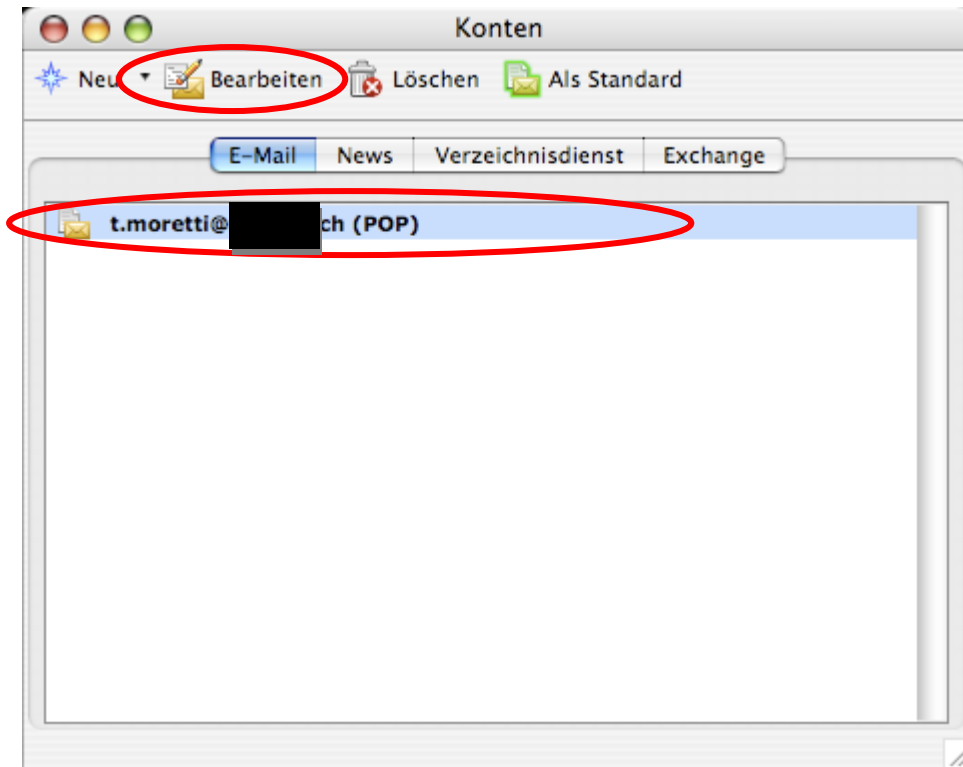 Konten
Neu Bearbeiten Löschen Als Standard
E-Mail News Verzeichnisdienst Exchange
t.moretti@ ch (POP)